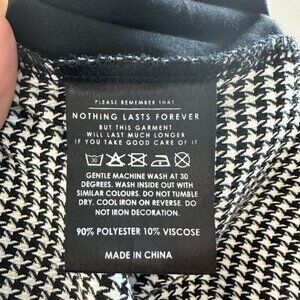 PLEASE REMEMBER THAT
NOTHING LASTS FOREVER
BUT THIS GARMENT
WILL LAST MUCH LONGER
IF YOU TAKE GOOD CARE OF IT
GENTLE MACHINE WASH AT 30
DEGREES. WASH INSIDE OUT WITH
SIMILAR COLOURS. DO NOT TUMBLE
DRY. COOL IRON ON REVERSE. DO
NOT IRON DECORATION.
90% POLYESTER 10% VISCOSE
MADE IN CHINA